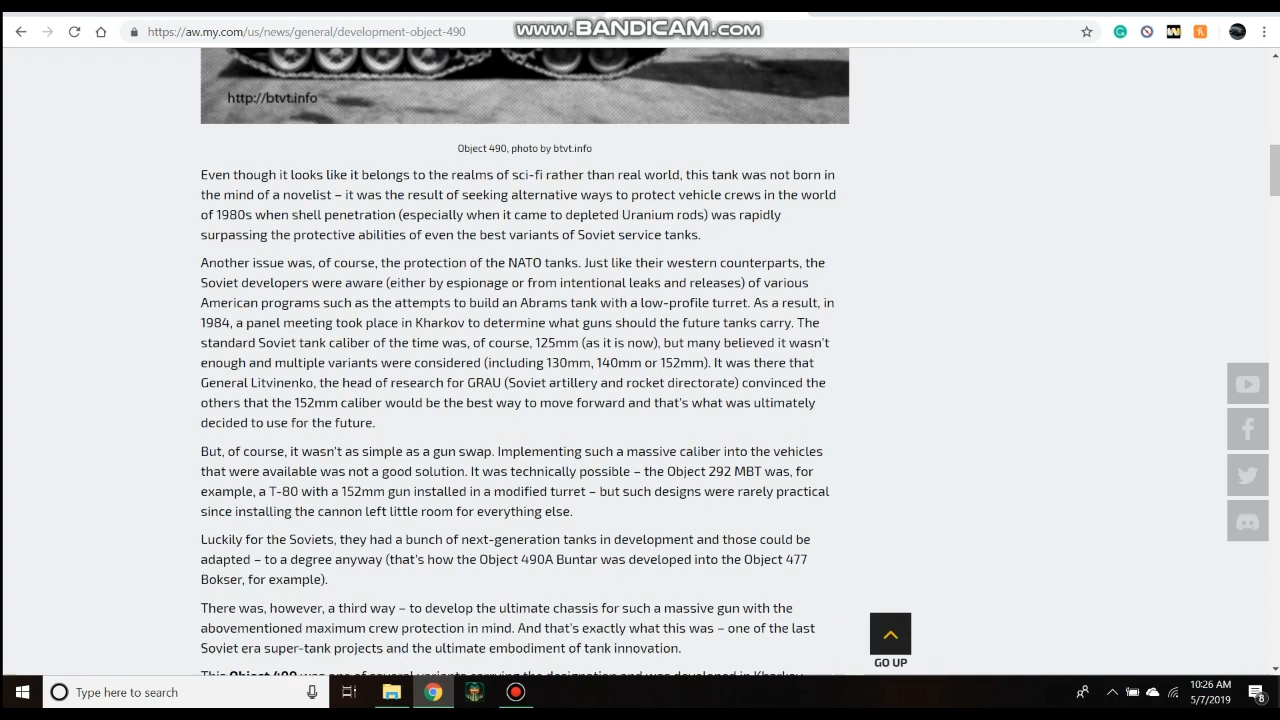 https://aw.my.com/us/news/general/development-object-490
WWW.BANDICAM.COM
http://btvt.info
Object 490, photo by btvt.info
Even though it looks like it belongs to the realms of sci-fi rather than real world, this tank was not born in
the mind of a novelist – it was the result of seeking alternative ways to protect vehicle crews in the world
of 1980s when shell penetration (especially when it came to depleted Uranium rods) was rapidly
surpassing the protective abilities of even the best variants of Soviet service tanks.
Another issue was, of course, the protection of the NATO tanks. Just like their western counterparts, the
Soviet developers were aware (either by espionage or from intentional leaks and releases) of various
American programs such as the attempts to build an Abrams tank with a low-profile turret. As a result, in
1984, a panel meeting took place in Kharkov to determine what guns should the future tanks carry. The
standard Soviet tank caliber of the time was, of course, 125mm (as it is now), but many believed it wasn't
enough and multiple variants were considered (including 130mm, 140mm or 152mm). It was there that
General Litvinenko, the head of research for GRAU (Soviet artillery and rocket directorate) convinced the
others that the 152mm caliber would be the best way to move forward and that's what was ultimately
decided to use for the future.
But, of course, it wasn't as simple as a gun swap. Implementing such a massive caliber into the vehicles
that were available was not a good solution. It was technically possible – the Object 292 MBT was, for
example, a T-80 with a 152mm gun installed in a modified turret – but such designs were rarely practical
since installing the cannon left little room for everything else.
Luckily for the Soviets, they had a bunch of next-generation tanks in development and those could be
adapted – to a degree anyway (that's how the Object 490A Buntar was developed into the Object 477
Bokser, for example).
There was, however, a third way – to develop the ultimate chassis for such a massive gun with the
abovementioned maximum crew protection in mind. And that's exactly what this was – one of the last
Soviet era super-tank projects and the ultimate embodiment of tank innovation.
This Object 490 was one of several variants carrying the designation and was developed in Kharkov
GO UP
Type here to search
10:26 AM
5/7/2019
8